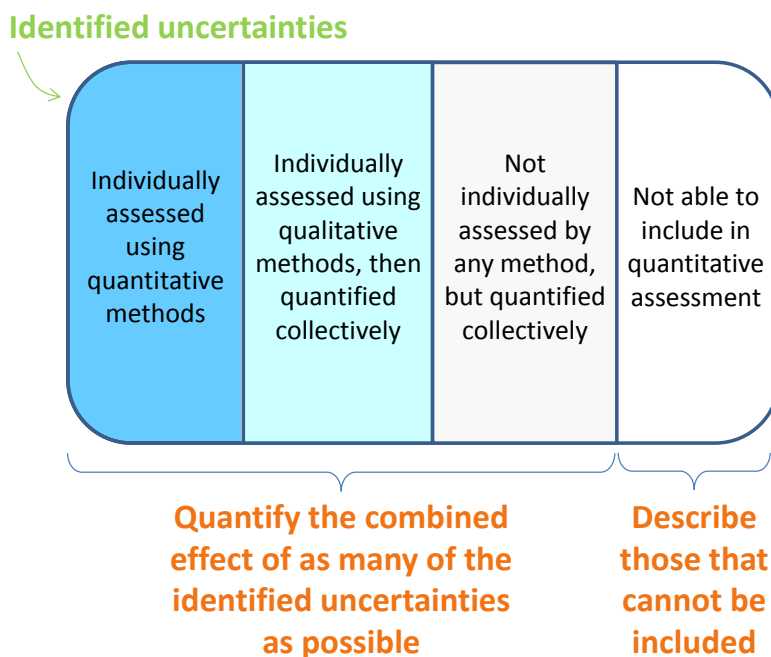 Identified uncertainties
Individually
assessed
using
quantitative
methods
Individually
assessed using
qualitative
methods, then
quantified
collectively
Not
individually
assessed by
any method,
but quantified
collectively
Not able to
include in
quantitative
assessment
Quantify the combined
effect of as many of the
identified uncertainties
as possible
Describe
those that
cannot be
included